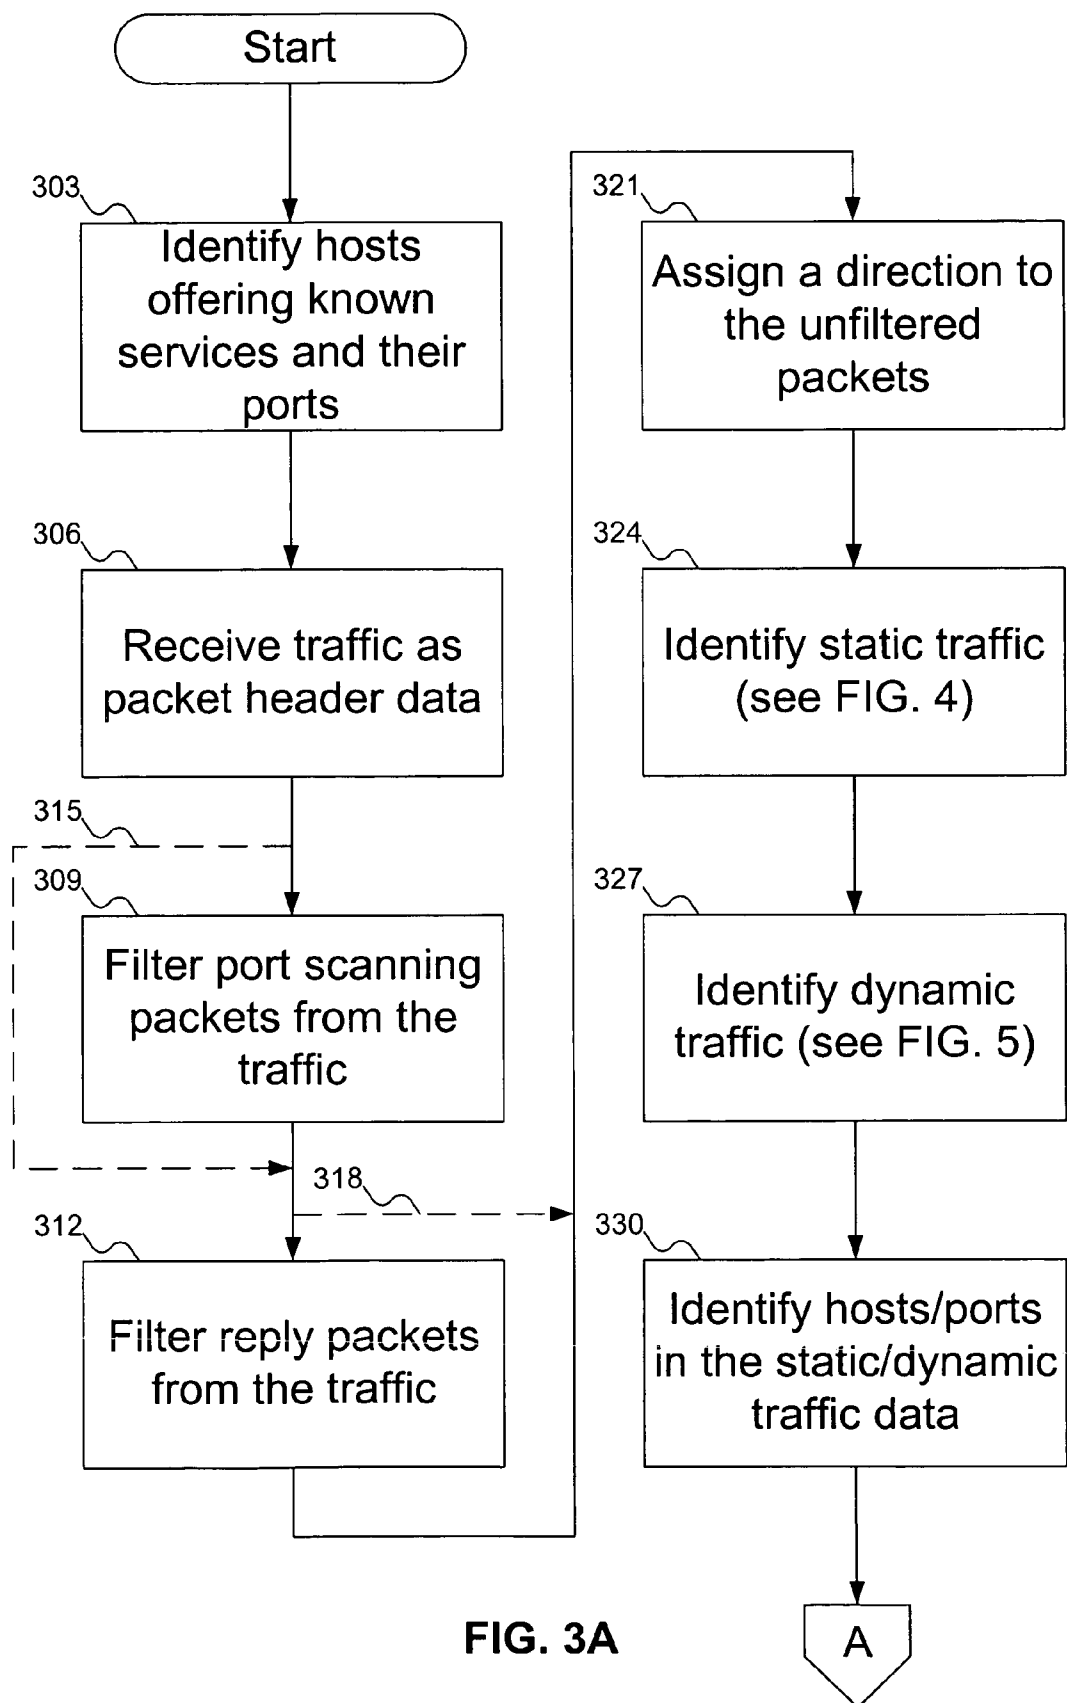 Start
303
Identify hosts
offering known
services and their
ports
306
Receive traffic as
packet header data
315
309
Filter port scanning
packets from the
traffic
318
312
Filter reply packets
from the traffic
321
Assign a direction to
the unfiltered
packets
324
Identify static traffic
(see FIG. 4)
327
Identify dynamic
traffic (see FIG. 5)
330
Identify hosts/ports
in the static/dynamic
traffic data
A
FIG. 3A